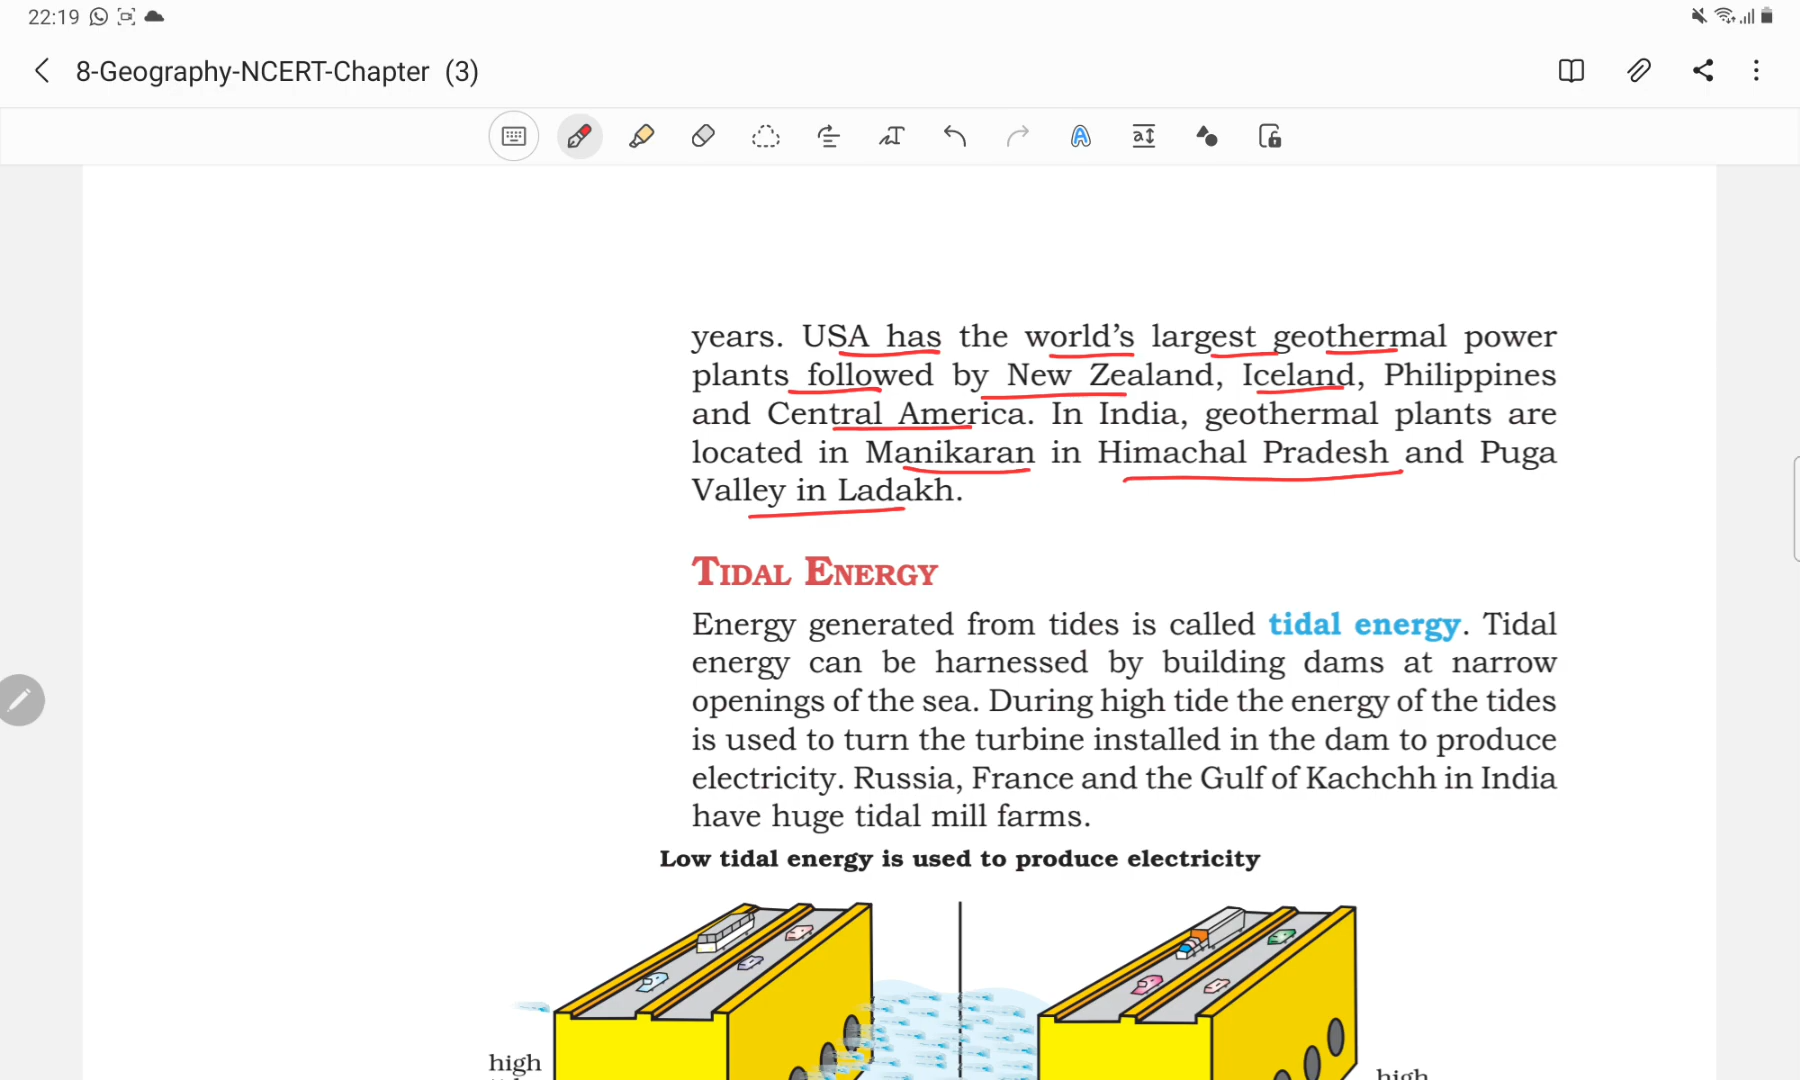 22:19
8-Geography-NCERT-Chapter (3)
years. USA has the world's largest geothermal power
plants followed by New Zealand, Iceland, Philippines
and Central America. In India, geothermal plants are
located in Manikaran in Himachal Pradesh and Puga
Valley in Ladakh.
TIDAL ENERGY
Energy generated from tides is called tidal energy. Tidal
energy can be harnessed by building dams at narrow
openings of the sea. During high tide the energy of the tides
is used to turn the turbine installed in the dam to produce
electricity. Russia, France and the Gulf of Kachchh in India
have huge tidal mill farms.
Low tidal energy is used to produce electricity
high
high